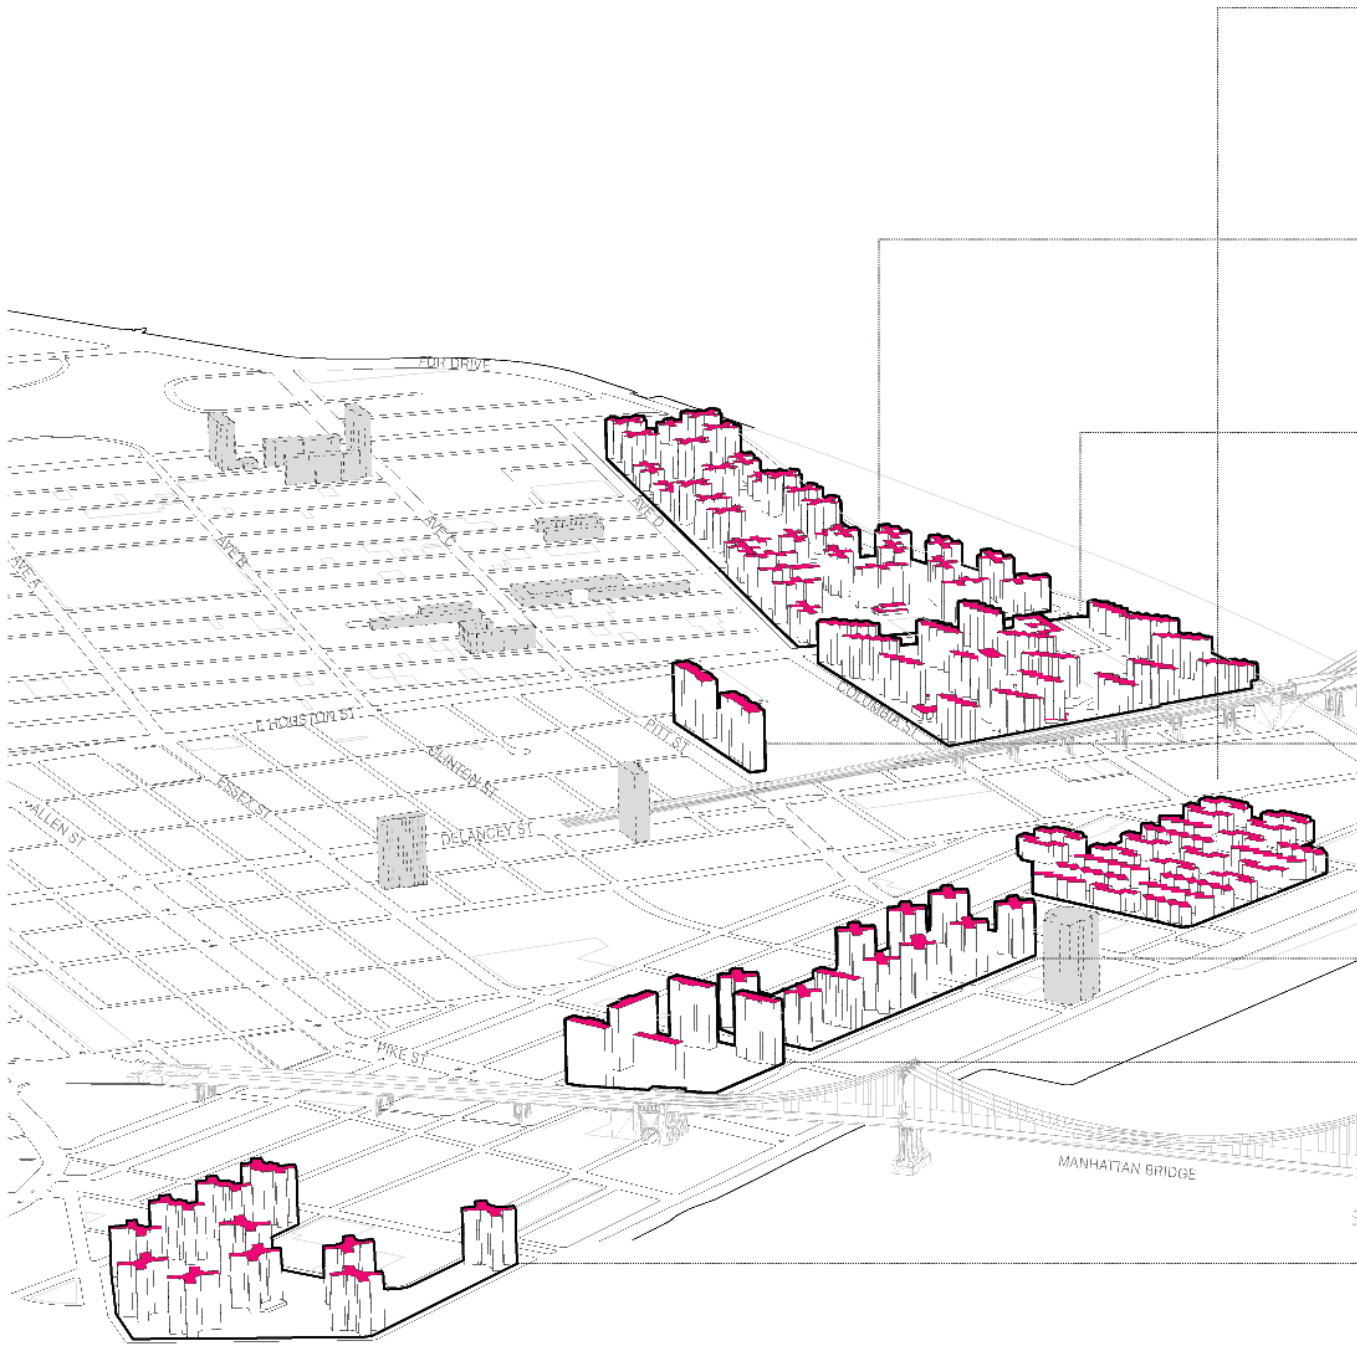 FDR DRIVE
AVE D
AVE C
AVE B
AVE A
COLUMBIA ST
E HOUSTON ST
PITT ST
CLINTON ST
ESSEX ST
ALLEN ST
DELANCEY ST
PIKE ST
MANHATTAN BRIDGE